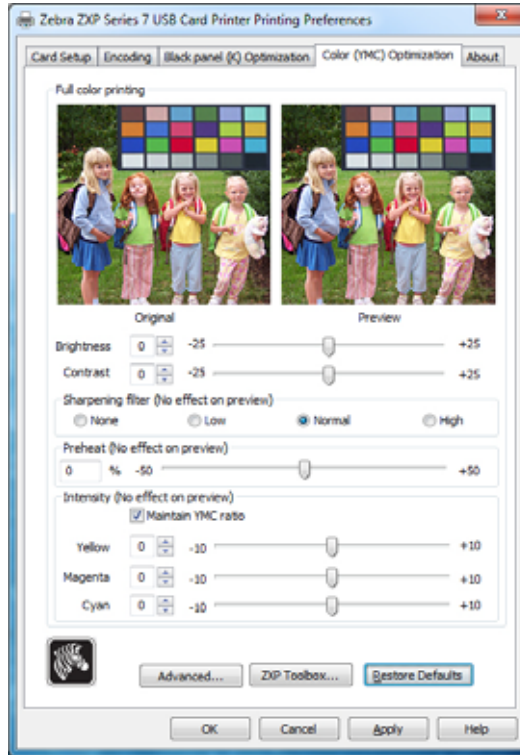 Zebra ZXP Series 7 USB Card Printer Printing Preferences
Card Setup Encoding Black panel (K) Optimization Color (YMC) Optimization About
Full color printing
Original Preview
Brightness 0 -25 +25
Contrast 0 -25 +25
Sharpening filter (No effect on preview)
None Low Normal High
Preheat (No effect on preview)
0 % -50 +50
Intensity (No effect on preview)
Maintain YMC ratio
Yellow 0 -10 +10
Magenta 0 -10 +10
Cyan 0 -10 +10
Advanced... ZXP Toolbox... Restore Defaults
OK Cancel Apply Help